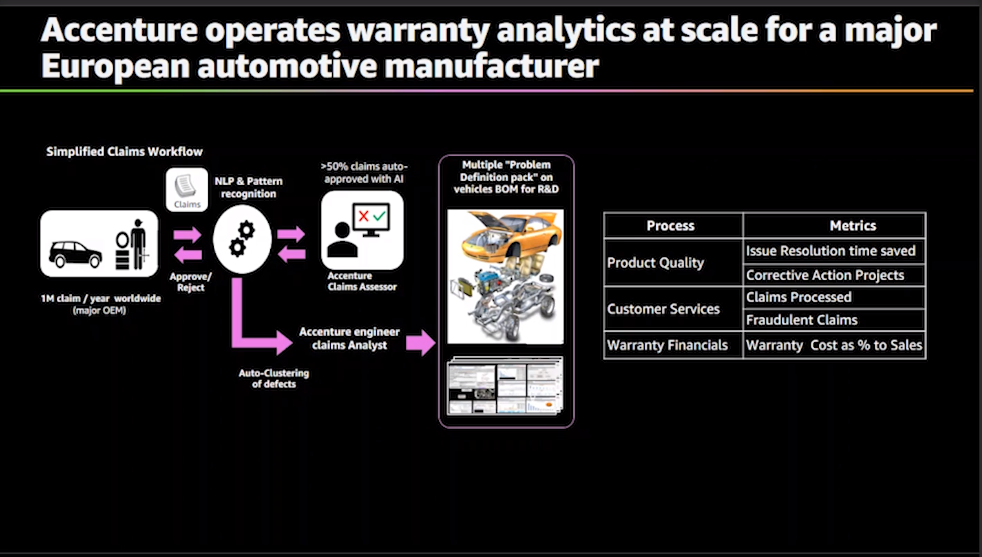 Accenture operates warranty analytics at scale for a major
European automotive manufacturer
Simplified Claims Workflow
Claims
NLP & Pattern
recognition
>50% claims auto-
approved with AI
Approve/
Reject
1M claim / year worldwide
(major OEM)
Accenture
Claims Assessor
Accenture engineer
claims Analyst
Auto-Clustering
of defects
Multiple "Problem
Definition pack" on
vehicles BOM for R&D
Process
Metrics
Product Quality
Issue Resolution time saved
Corrective Action Projects
Customer Services
Claims Processed
Fraudulent Claims
Warranty Financials
Warranty Cost as % to Sales